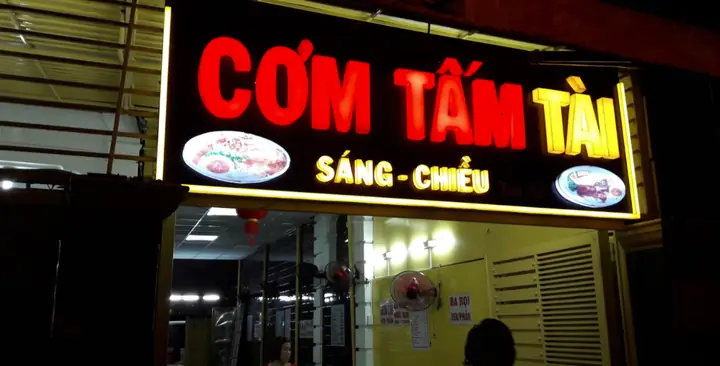 CƠM TẤM TÀI
SÁNG - CHIỀU
BA RỌI